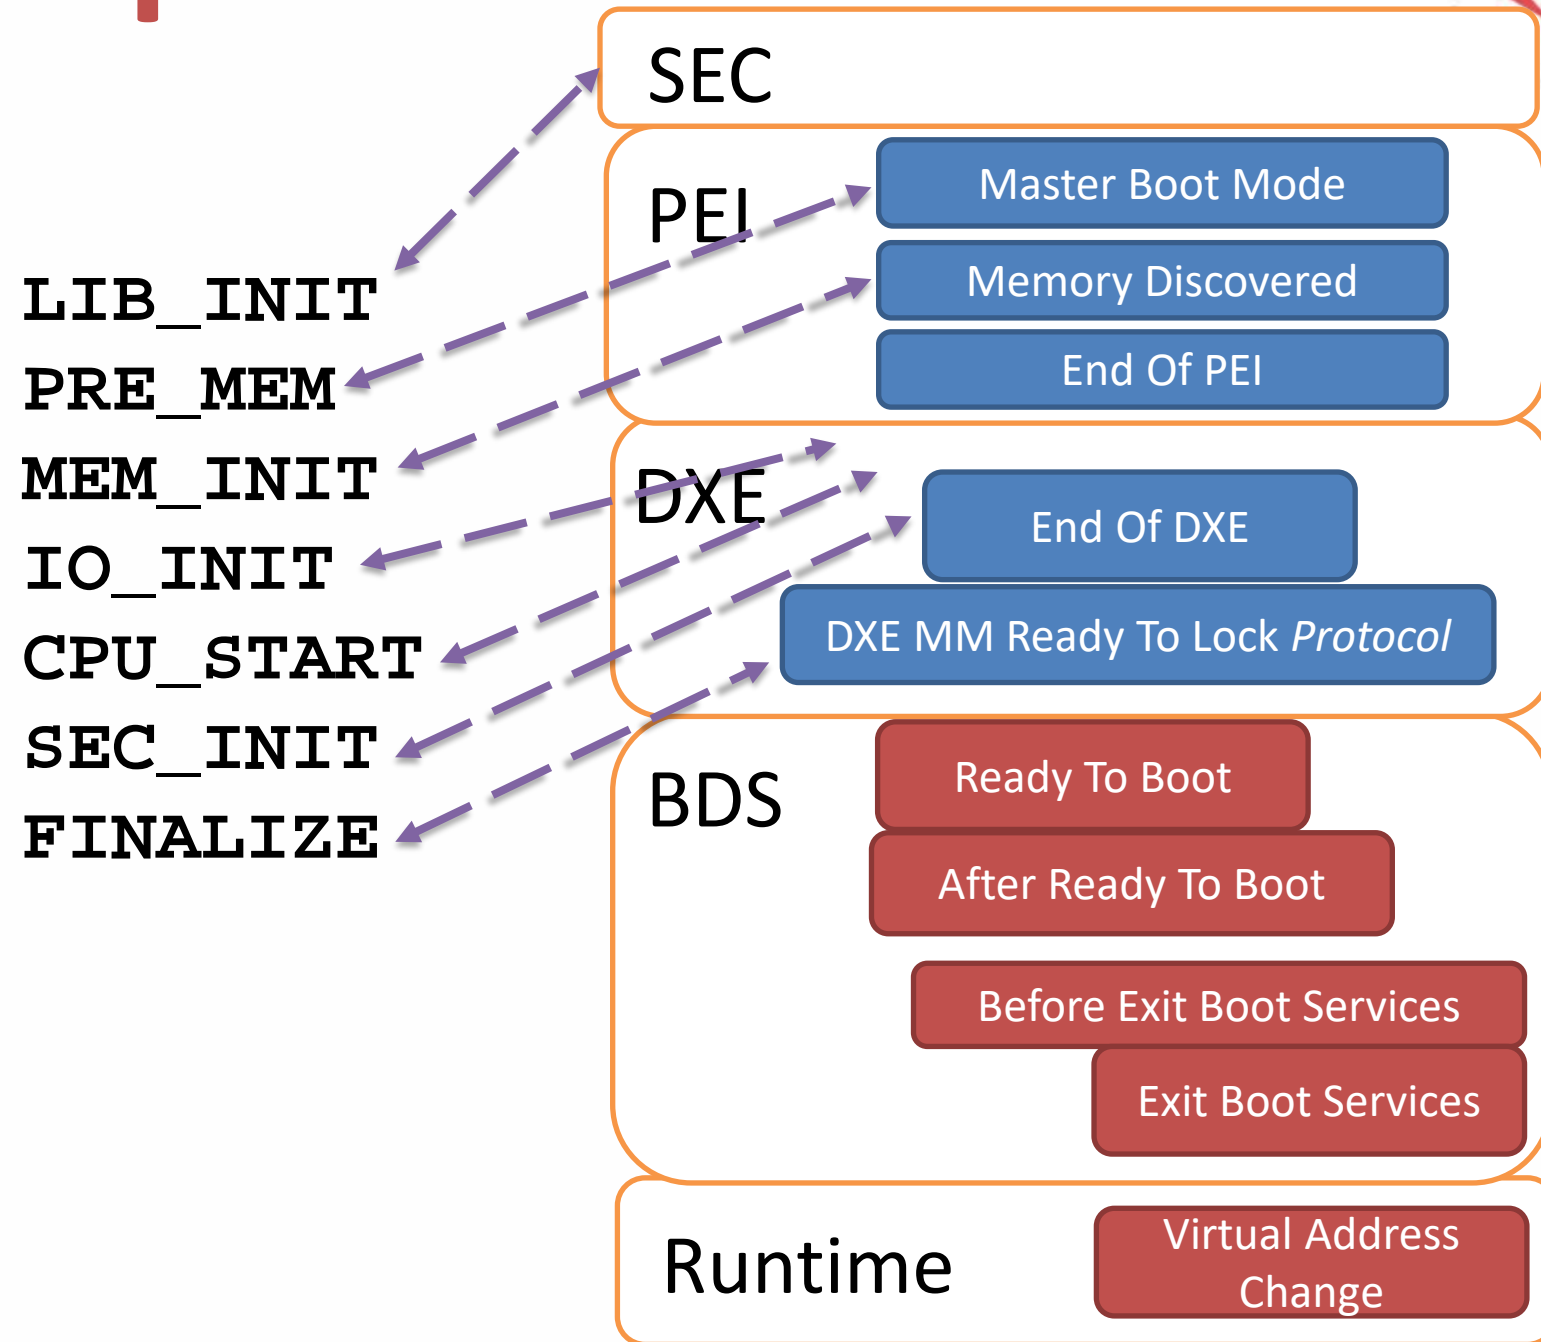 LIB_INIT
PRE_MEM
MEM_INIT
IO_INIT
CPU_START
SEC_INIT
FINALIZE
SEC
PEI
Master Boot Mode
Memory Discovered
End Of PEI
DXE
End Of DXE
DXE MM Ready To Lock Protocol
BDS
Ready To Boot
After Ready To Boot
Before Exit Boot Services
Exit Boot Services
Runtime
Virtual Address
Change